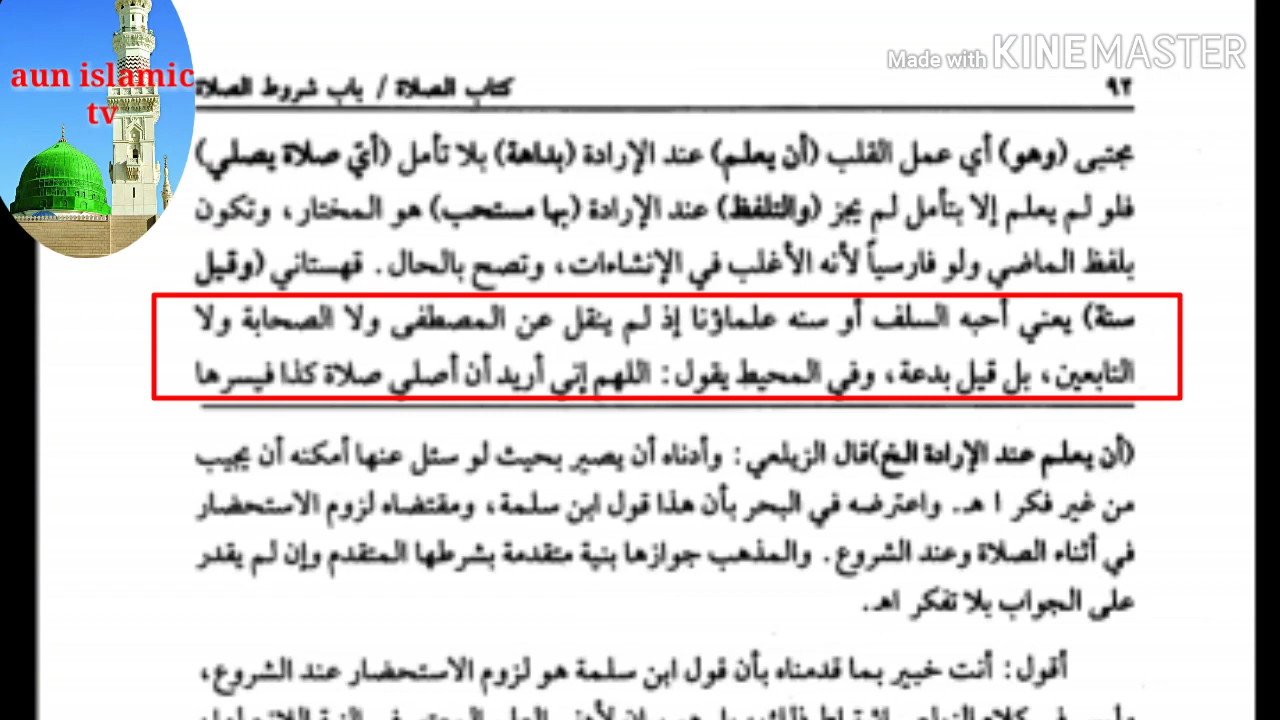 aun islamic
tv
Made with KINEMASTER
٩٢ كتاب الصلاة / باب شروط الصلاة
مجتبى (وهو) أي عمل القلب (أن يعلم) عند الإرادة (بداهة) بلا تأمل (أيّ صلاة يصلي)
فلو لم يعلم إلا بتأمل لم يجز (والتلفظ) عند الإرادة (بها مستحب) هو المختار، وتكون
بلفظ الماضي ولو فارسياً لأنه الأغلب في الإنشاءات، وتصح بالحال. قهستاني (وقيل
سنة) يعني أحبه السلف أو سنه علماؤنا إذ لم ينقل عن المصطفى ولا الصحابة ولا
التابعين، بل قيل بدعة، وفي المحيط يقول: اللهم إني أريد أن أصلي صلاة كذا فيسرها
(أن يعلم عند الإرادة الخ) قال الزيلعي: وأدناه أن يصير بحيث لو سئل عنها أمكنه أن يجيب
من غير فكر ا هـ. واعترضه في البحر بأن هذا قول ابن سلمة، ومقتضاه لزوم الاستحضار
في أثناء الصلاة وعند الشروع. والمذهب جوازها بنية متقدمة بشرطها المتقدم وإن لم يقدر
على الجواب بلا تفكر اهـ.
أقول: أنت خبير بما قدمناه بأن قول ابن سلمة هو لزوم الاستحضار عند الشروع،